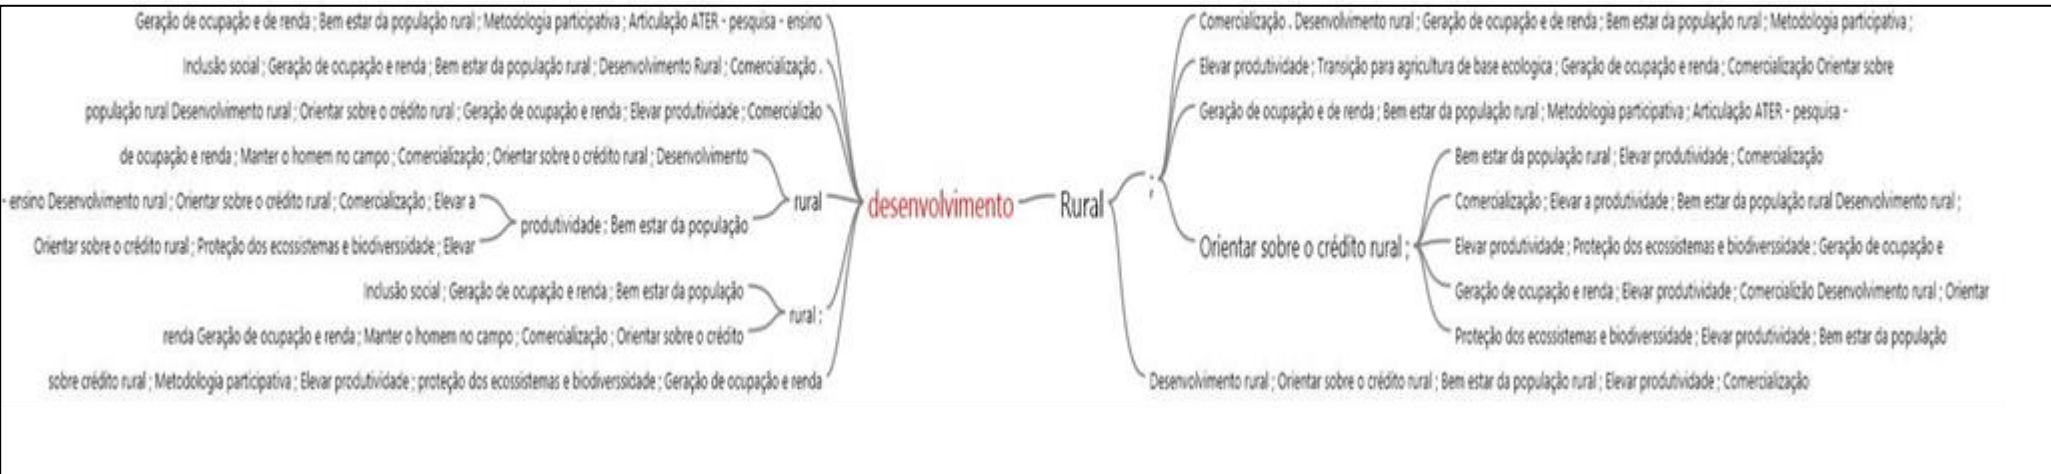 Geração de ocupação e de renda ; Bem estar da população rural ; Metodologia participativa ; Articulação ATER - pesquisa - ensino
Inclusão social ; Geração de ocupação e renda ; Bem estar da população rural ; Desenvolvimento Rural ; Comercialização .
população rural Desenvolvimento rural ; Orientar sobre o crédito rural ; Geração de ocupação e renda ; Elevar produtividade ; Comercializão
de ocupação e renda ; Manter o homem no campo ; Comercialização ; Orientar sobre o crédito rural ; Desenvolvimento
- ensino Desenvolvimento rural ; Orientar sobre o crédito rural ; Comercialização ; Elevar a
Orientar sobre o crédito rural ; Proteção dos ecossistemas e biodiverssidade ; Elevar
produtividade ; Bem estar da população
rural
Inclusão social ; Geração de ocupação e renda ; Bem estar da população
renda Geração de ocupação e renda ; Manter o homem no campo ; Comercialização ; Orientar sobre o crédito
rural ;
sobre crédito rural ; Metodologia participativa ; Elevar produtividade ; proteção dos ecossistemas e biodiverssidade ; Geração de ocupação e renda
desenvolvimento
Rural
;
Comercialização . Desenvolvimento rural ; Geração de ocupação e de renda ; Bem estar da população rural ; Metodologia participativa ;
Elevar produtividade ; Transição para agricultura de base ecologica ; Geração de ocupação e renda ; Comercialização Orientar sobre
Geração de ocupação e de renda ; Bem estar da população rural ; Metodologia participativa ; Articulação ATER - pesquisa -
Orientar sobre o crédito rural ;
Bem estar da população rural ; Elevar produtividade ; Comercialização
Comercialização ; Elevar a produtividade ; Bem estar da população rural Desenvolvimento rural ;
Elevar produtividade ; Proteção dos ecossistemas e biodiverssidade ; Geração de ocupação e
Geração de ocupação e renda ; Elevar produtividade ; Comercializão Desenvolvimento rural ; Orientar
Proteção dos ecossistemas e biodiverssidade ; Elevar produtividade ; Bem estar da população
Desenvolvimento rural ; Orientar sobre o crédito rural ; Bem estar da população rural ; Elevar produtividade ; Comercialização